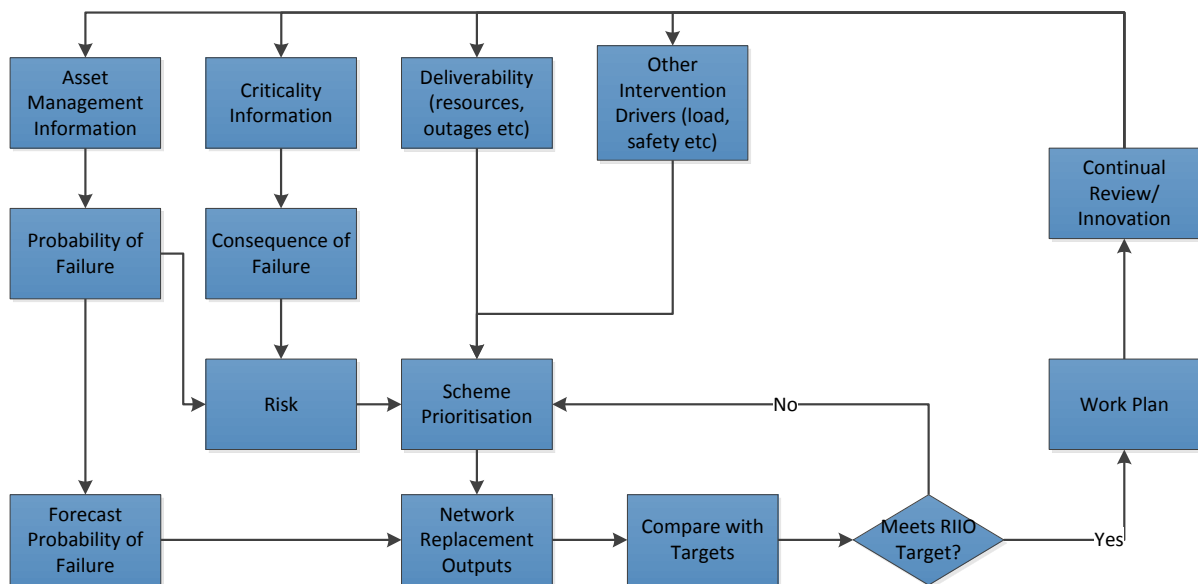 Asset
Management
Information
Criticality
Information
Deliverability
(resources,
outages etc)
Other
Intervention
Drivers (load,
safety etc)
Continual
Review/
Innovation
Probability of
Failure
Consequence of
Failure
Risk
Scheme
Prioritisation
No
Work Plan
Forecast
Probability of
Failure
Network
Replacement
Outputs
Compare with
Targets
Meets RIIO
Target?
Yes